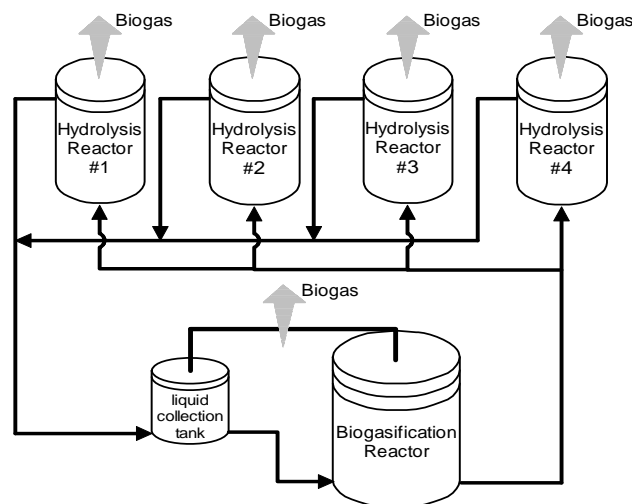 Biogas
Biogas
Biogas
Biogas
Hydrolysis
Reactor
#1
Hydrolysis
Reactor
#2
Hydrolysis
Reactor
#3
Hydrolysis
Reactor
#4
Biogas
liquid
collection
tank
Biogasification
Reactor